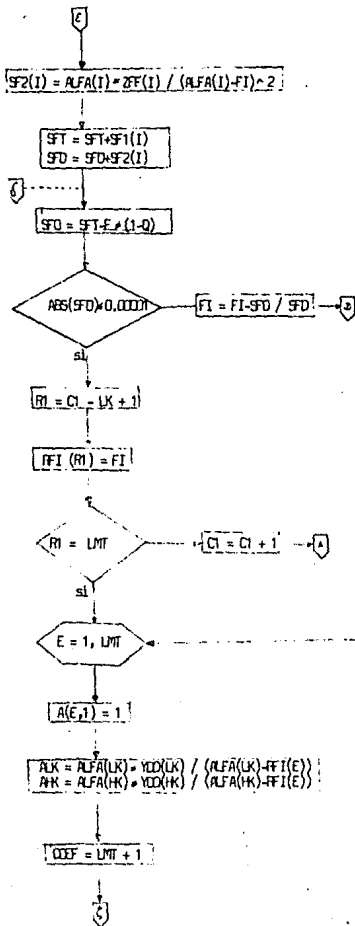 ε
SF2(I) = ALFA(I) * ZFF(I) / (ALFA(I)-FI)^2
SFT = SFT+SF1(I)
SFD = SFD+SF2(I)
SFO = SFT-F*(1-Q)
ABS(SFO) 0,00001
FI = FI-SFO / SFD
si
R1 = C1 - LK + 1
RFI (R1) = FI
R1 = LMT
C1 = C1 + 1
A
si
E = 1, LMT
A(E,1) = 1
ALK = ALFA(LK) * YDD(LK) / (ALFA(LK)-RFI(E))
AHK = ALFA(HK) * YDD(HK) / (ALFA(HK)-RFI(E))
COEF = LMT + 1
ζ